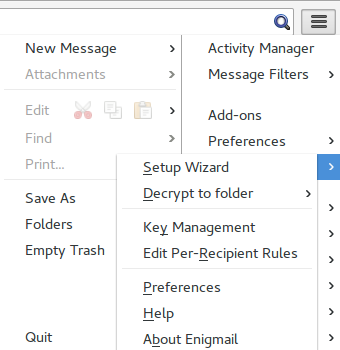 New Message
Attachments
Edit
Find
Print...
Save As
Folders
Empty Trash
Quit
Activity Manager
Message Filters
Add-ons
Preferences
Setup Wizard
Decrypt to folder
Key Management
Edit Per-Recipient Rules
Preferences
Help
About Enigmail